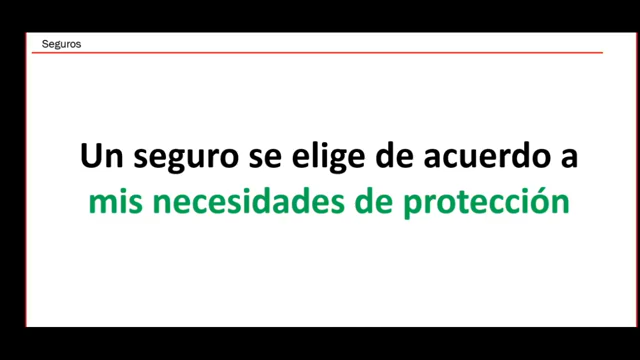 Seguros
Un seguro se elige de acuerdo a
mis necesidades de protección